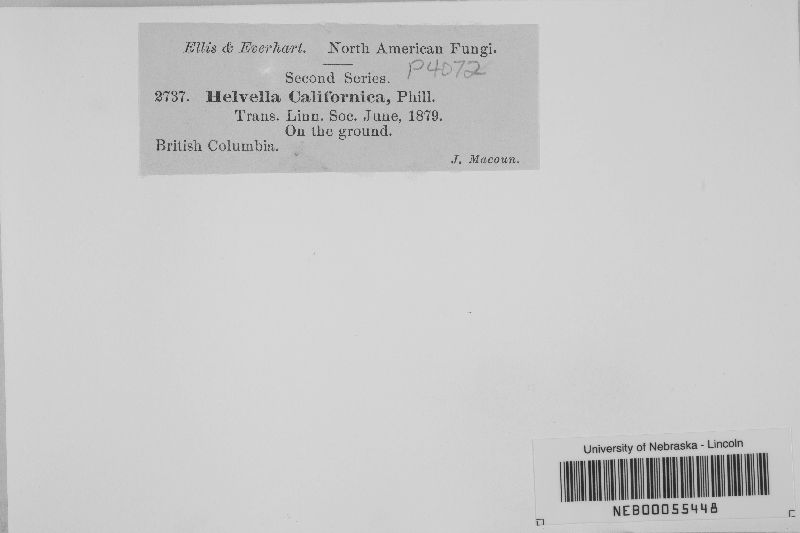 Ellis & Everhart. North American Fungi.
Second Series. P4072
2737. Helvella Californica, Phill.
Trans. Linn. Soc. June, 1879.
On the ground.
British Columbia.
J. Macoun.
University of Nebraska - Lincoln
NEB00055448